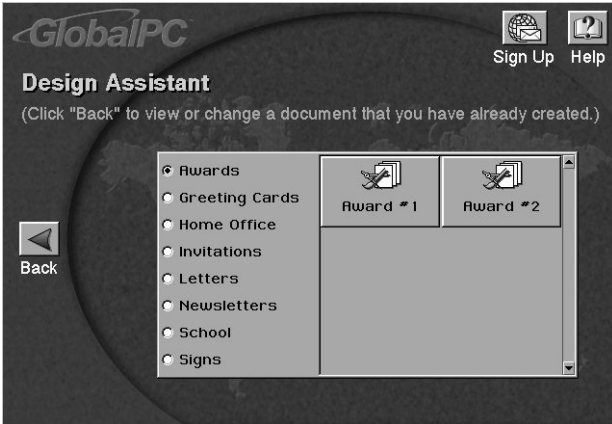 GlobalPC
Sign Up Help
Design Assistant
(Click "Back" to view or change a document that you have already created.)
Awards
Greeting Cards
Home Office
Invitations
Letters
Newsletters
School
Signs
Award #1 Award #2
Back